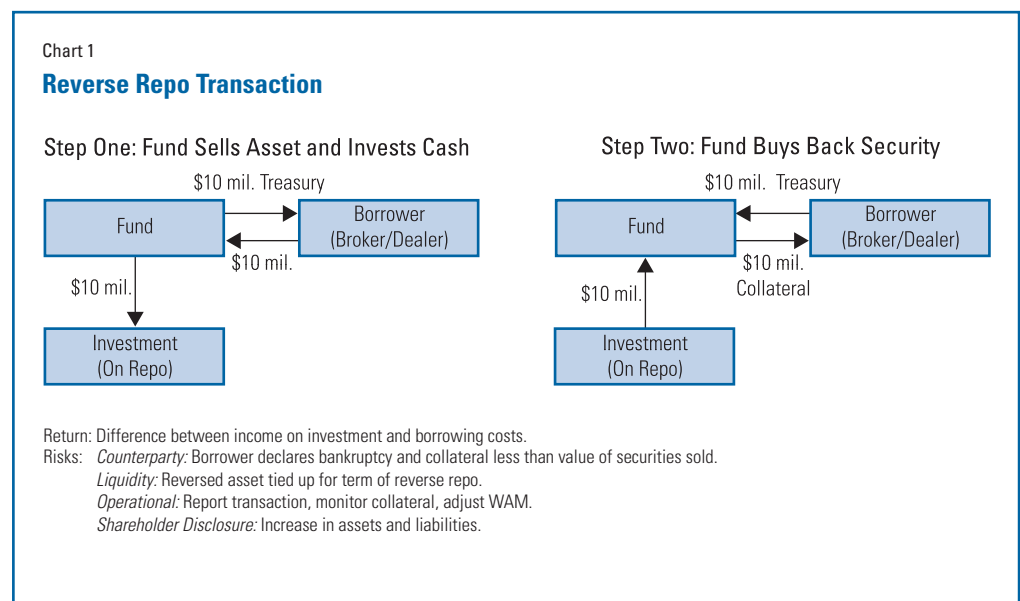 Chart 1
Reverse Repo Transaction
Step One: Fund Sells Asset and Invests Cash
$10 mil. Treasury
Fund
Borrower
(Broker/Dealer)
$10 mil.
$10 mil.
Investment
(On Repo)
Step Two: Fund Buys Back Security
$10 mil. Treasury
Fund
Borrower
(Broker/Dealer)
$10 mil.
Collateral
$10 mil.
Investment
(On Repo)
Return: Difference between income on investment and borrowing costs.
Risks: Counterparty: Borrower declares bankruptcy and collateral less than value of securities sold.
Liquidity: Reversed asset tied up for term of reverse repo.
Operational: Report transaction, monitor collateral, adjust WAM.
Shareholder Disclosure: Increase in assets and liabilities.